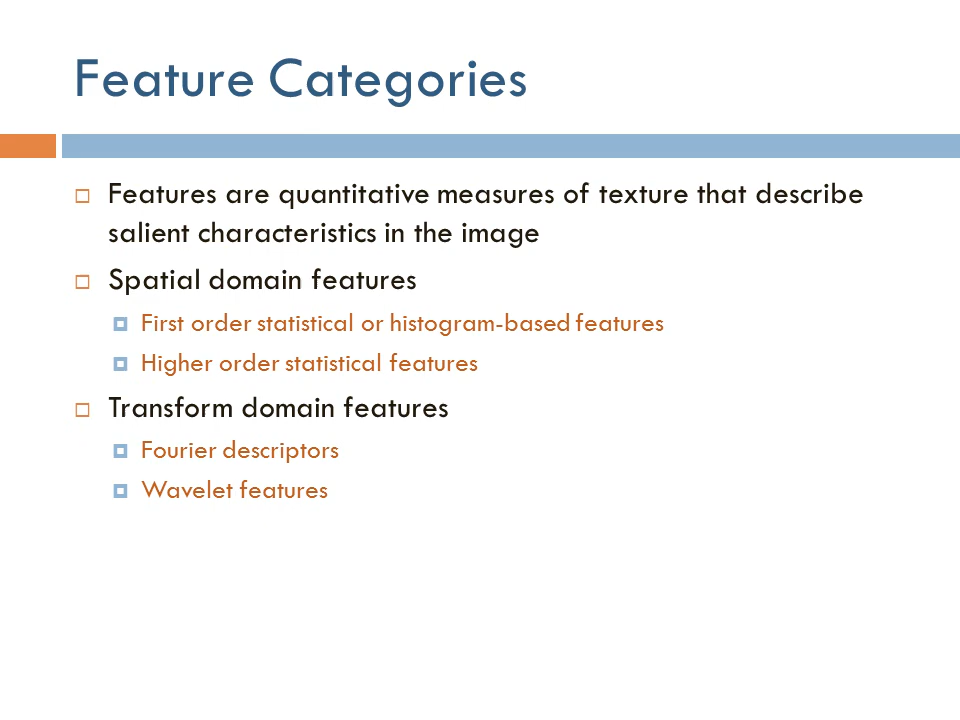 Feature Categories
Features are quantitative measures of texture that describe
salient characteristics in the image
Spatial domain features
First order statistical or histogram-based features
Higher order statistical features
Transform domain features
Fourier descriptors
Wavelet features